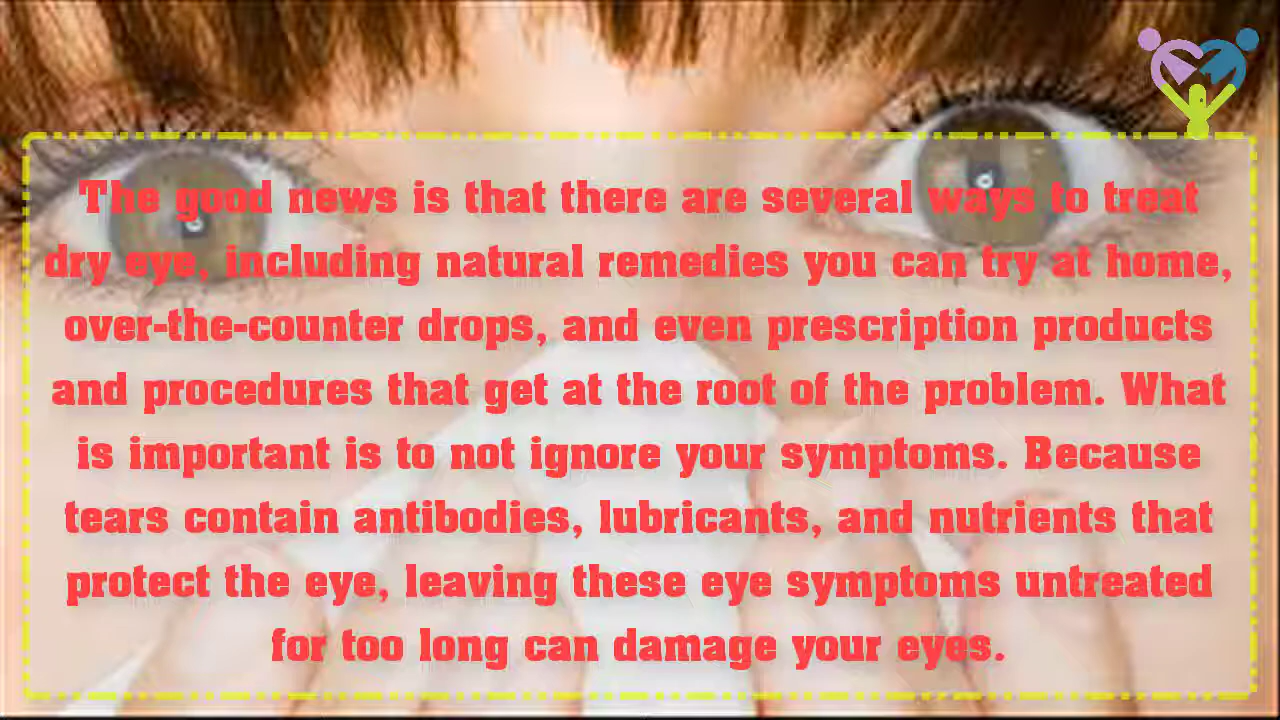 The good news is that there are several ways to treat
dry eye, including natural remedies you can try at home,
over-the-counter drops, and even prescription products
and procedures that get at the root of the problem. What
is important is to not ignore your symptoms. Because
tears contain antibodies, lubricants, and nutrients that
protect the eye, leaving these eye symptoms untreated
for too long can damage your eyes.